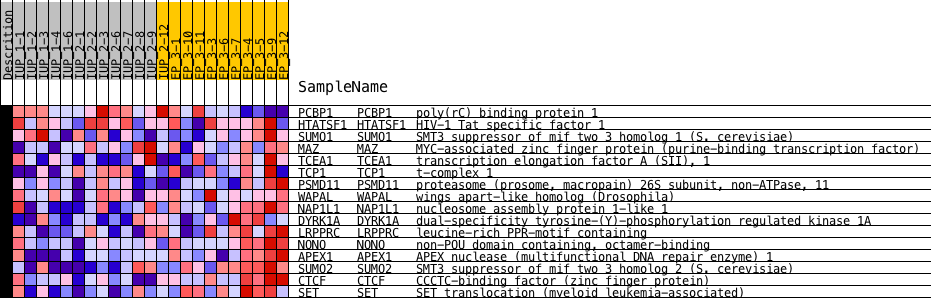 Descrition
IUP_1-1
IUP_1-2
IUP_1-3
IUP_1-4
IUP_1-6
IUP_2-1
IUP_2-2
IUP_2-3
IUP_2-6
IUP_2-7
IUP_2-8
IUP_2-9
IUP_2-12
EP_3-1
EP_3-10
EP_3-11
EP_3-3
EP_3-6
EP_3-7
EP_3-4
EP_3-5
EP_3-9
EP_3-12
SampleName
PCBP1 PCBP1 poly(rC) binding protein 1
HTATSF1 HTATSF1 HIV-1 Tat specific factor 1
SUMO1 SUMO1 SMT3 suppressor of mif two 3 homolog 1 (S. cerevisiae)
MAZ MAZ MYC-associated zinc finger protein (purine-binding transcription factor)
TCEA1 TCEA1 transcription elongation factor A (SII), 1
TCP1 TCP1 t-complex 1
PSMD11 PSMD11 proteasome (prosome, macropain) 26S subunit, non-ATPase, 11
WAPAL WAPAL wings apart-like homolog (Drosophila)
NAP1L1 NAP1L1 nucleosome assembly protein 1-like 1
DYRK1A DYRK1A dual-specificity tyrosine-(Y)-phosphorylation regulated kinase 1A
LRPPRC LRPPRC leucine-rich PPR-motif containing
NONO NONO non-POU domain containing, octamer-binding
APEX1 APEX1 APEX nuclease (multifunctional DNA repair enzyme) 1
SUMO2 SUMO2 SMT3 suppressor of mif two 3 homolog 2 (S. cerevisiae)
CTCF CTCF CCCTC-binding factor (zinc finger protein)
SET SET SET translocation (myeloid leukemia-associated)